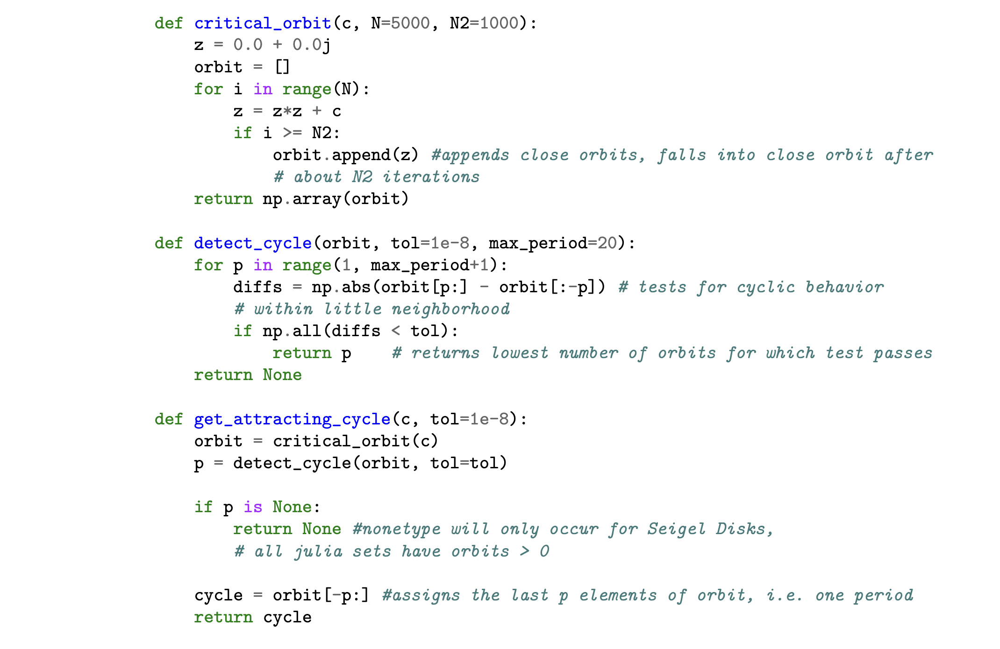 def critical_orbit(c, N=5000, N2=1000):
    z = 0.0 + 0.0j
    orbit = []
    for i in range(N):
        z = z*z + c
        if i >= N2:
            orbit.append(z) #appends close orbits, falls into close orbit after
            # about N2 iterations
    return np.array(orbit)

def detect_cycle(orbit, tol=1e-8, max_period=20):
    for p in range(1, max_period+1):
        diffs = np.abs(orbit[p:] - orbit[:-p]) # tests for cyclic behavior
        # within little neighborhood
        if np.all(diffs < tol):
            return p    # returns lowest number of orbits for which test passes
    return None

def get_attracting_cycle(c, tol=1e-8):
    orbit = critical_orbit(c)
    p = detect_cycle(orbit, tol=tol)

    if p is None:
        return None #nonetype will only occur for Seigel Disks,
        # all julia sets have orbits > 0

    cycle = orbit[-p:] #assigns the last p elements of orbit, i.e. one period
    return cycle